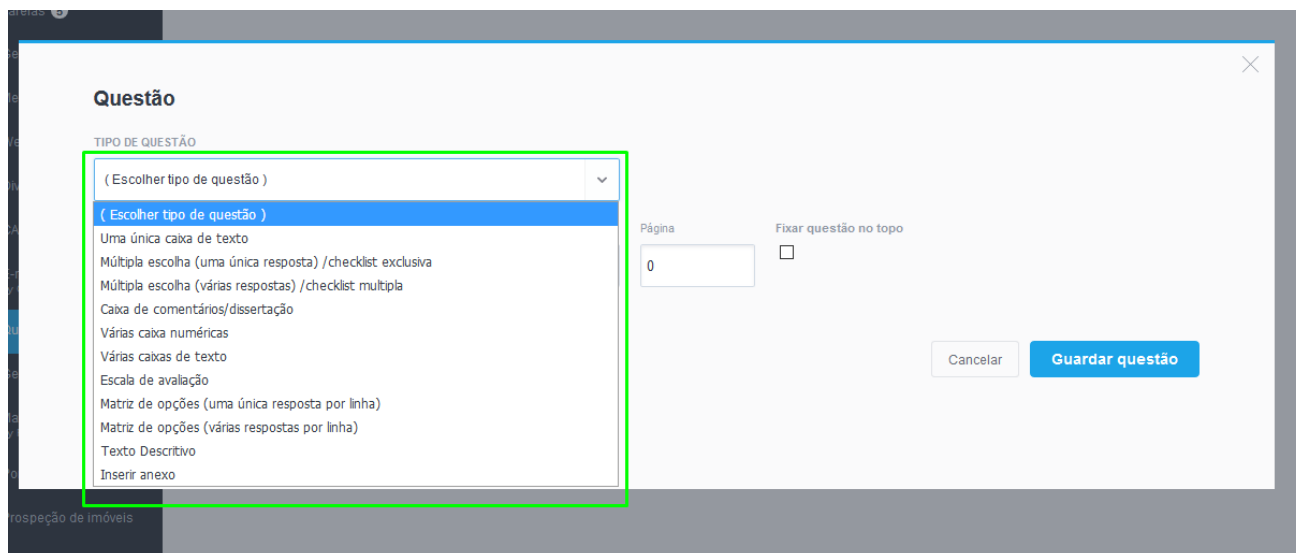 5
Questão
TIPO DE QUESTÃO
( Escolher tipo de questão )
( Escolher tipo de questão )
Uma única caixa de texto
Página
Fixar questão no topo
Múltipla escolha (uma única resposta) /checklist exclusiva
0
Múltipla escolha (várias respostas) /checklist multipla
Caixa de comentários/dissertação
Várias caixa numéricas
Várias caixas de texto
Cancelar
Guardar questão
Escala de avaliação
Matriz de opções (uma única resposta por linha)
Matriz de opções (várias respostas por linha)
Texto Descritivo
Inserir anexo
rospeção de imóveis